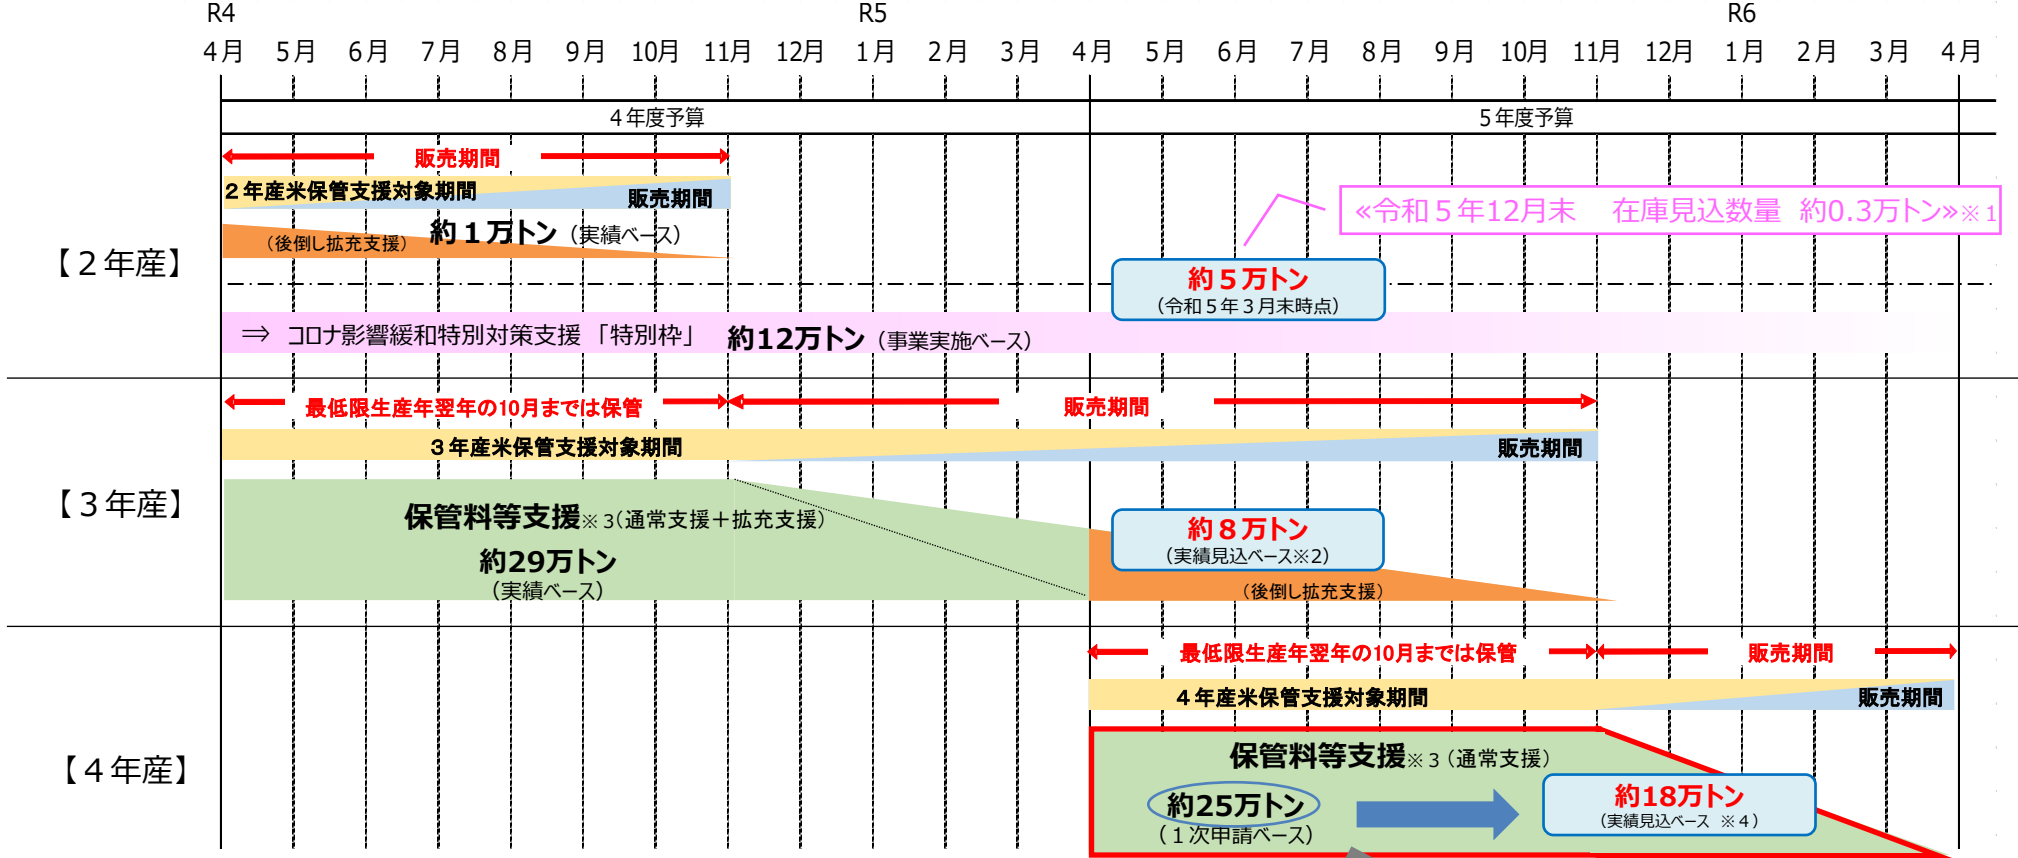 R4 R5 R6
4月 5月 6月 7月 8月 9月 10月 11月 12月 1月 2月 3月 4月 5月 6月 7月 8月 9月 10月 11月 12月 1月 2月 3月 4月
4年度予算 5年度予算
【２年産】
販売期間
２年産米保管支援対象期間 販売期間
（後倒し拡充支援） 約１万トン（実績ベース）
≪令和５年12月末 在庫見込数量 約0.3万トン≫※1
約５万トン
（令和５年３月末時点）
⇒ コロナ影響緩和特別対策支援 「特別枠」 約12万トン（事業実施ベース）
【３年産】
最低限生産年翌年の10月までは保管 販売期間
３年産米保管支援対象期間 販売期間
保管料等支援※３（通常支援＋拡充支援）
約29万トン
（実績ベース）
約８万トン
（実績見込ベース※2）
（後倒し拡充支援）
【４年産】
最低限生産年翌年の10月までは保管 販売期間
４年産米保管支援対象期間 販売期間
保管料等支援※３（通常支援）
約25万トン
（１次申請ベース）
約18万トン
（実績見込ベース ※４）